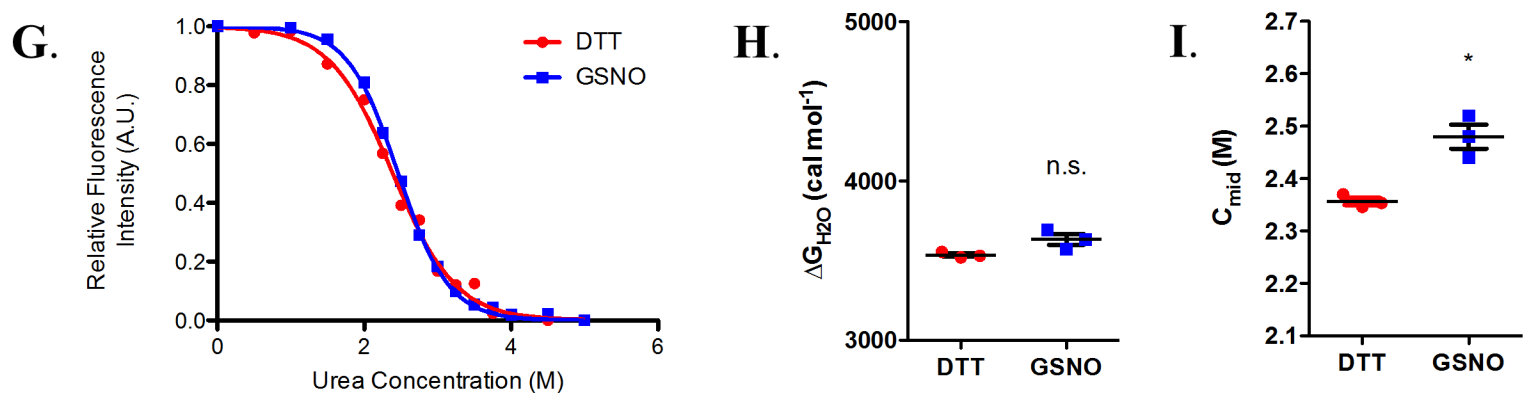 G.
Relative Fluorescence
Intensity (A.U.)
1.0
0.8
0.6
0.4
0.2
0.0
0
2
4
6
Urea Concentration (M)
DTT
GSNO
H.
ΔG_H2O (cal mol⁻¹)
5000
4000
3000
n.s.
DTT
GSNO
I.
C_mid (M)
2.7
2.6
2.5
2.4
2.3
2.2
2.1
*
DTT
GSNO